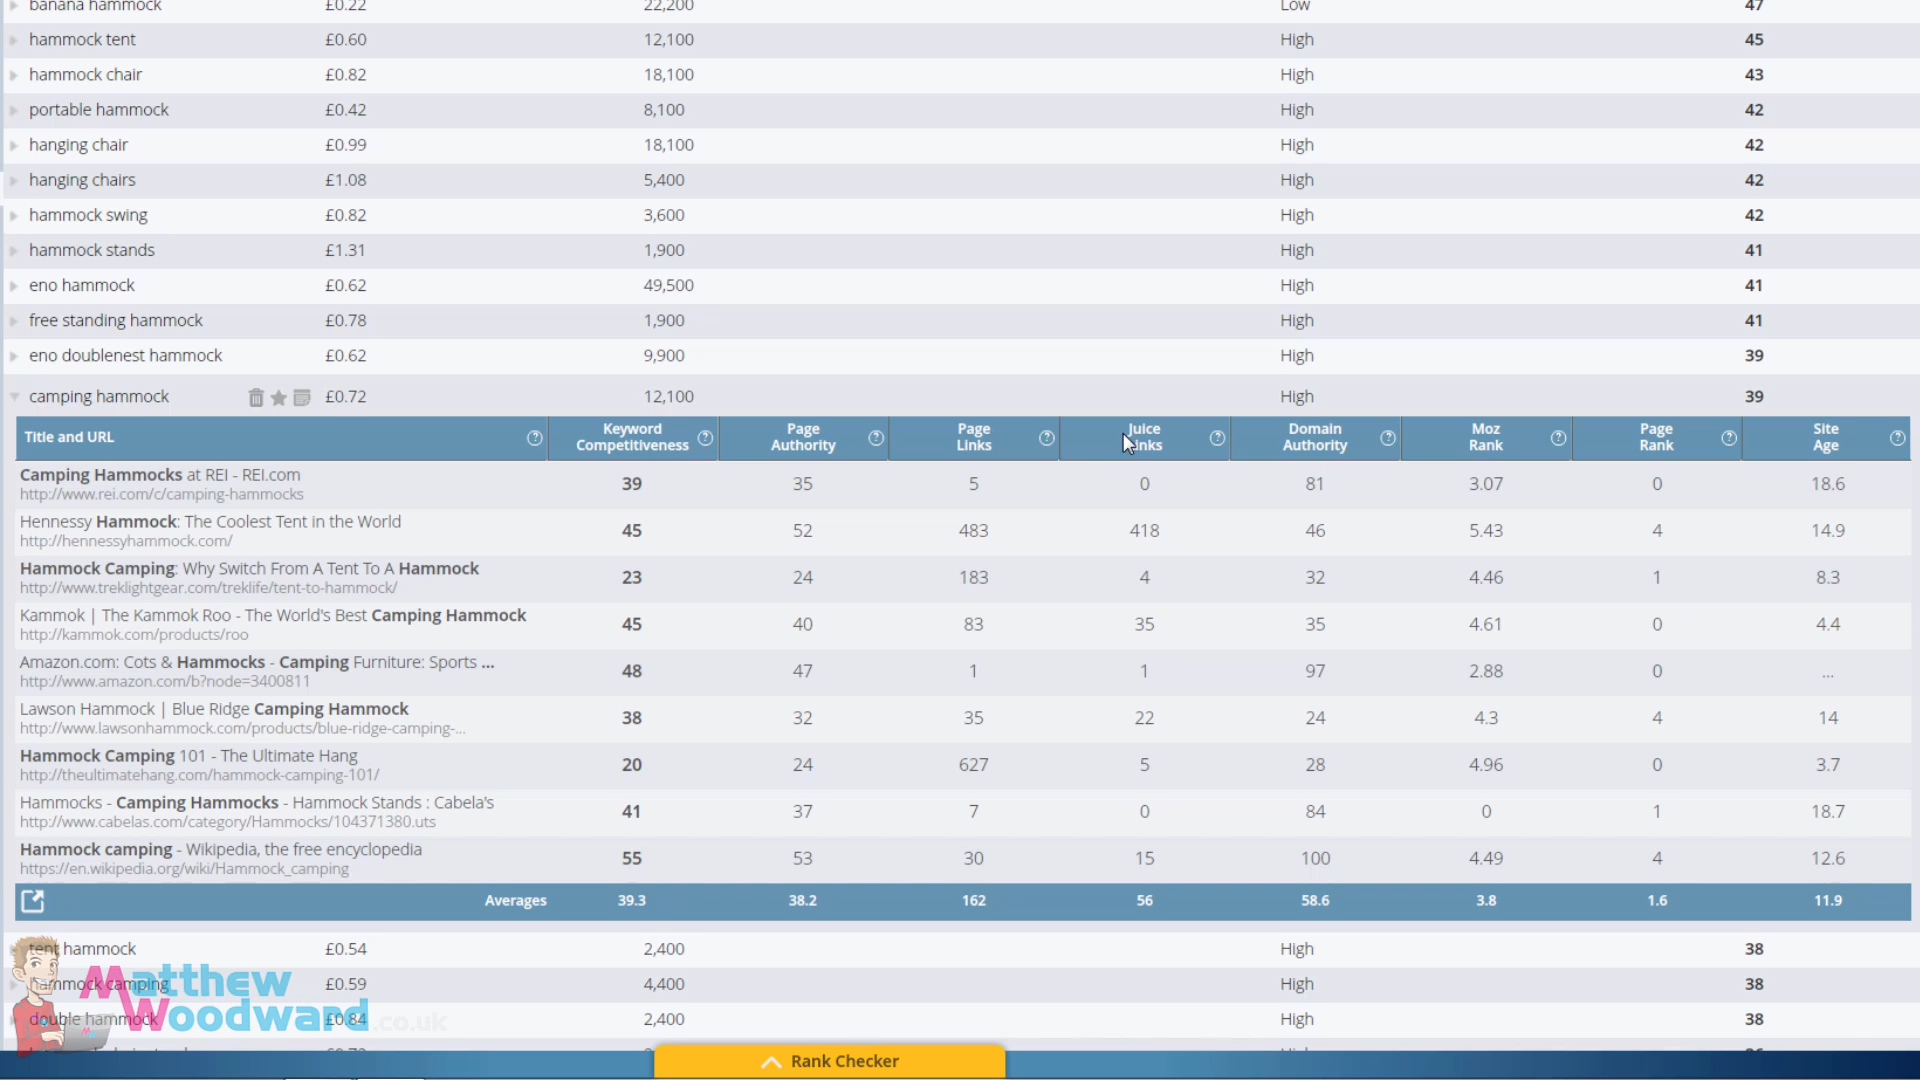 banana hammock £0.22 22,200 Low 47
hammock tent £0.60 12,100 High 45
hammock chair £0.82 18,100 High 43
portable hammock £0.42 8,100 High 42
hanging chair £0.99 18,100 High 42
hanging chairs £1.08 5,400 High 42
hammock swing £0.82 3,600 High 42
hammock stands £1.31 1,900 High 41
eno hammock £0.62 49,500 High 41
free standing hammock £0.78 1,900 High 41
eno doublenest hammock £0.62 9,900 High 39
camping hammock £0.72 12,100 High 39
Title and URL Keyword Competitiveness Page Authority Page Links Juice Links Domain Authority Moz Rank Page Rank Site Age
Camping Hammocks at REI - REI.com 39 35 5 0 81 3.07 0 18.6
http://www.rei.com/c/camping-hammocks
Hennessy Hammock: The Coolest Tent in the World 45 52 483 418 46 5.43 4 14.9
http://hennessyhammock.com/
Hammock Camping: Why Switch From A Tent To A Hammock 23 24 183 4 32 4.46 1 8.3
http://www.treklightgear.com/treklife/tent-to-hammock/
Kammok | The Kammok Roo - The World's Best Camping Hammock 45 40 83 35 35 4.61 0 4.4
http://kammok.com/products/roo
Amazon.com: Cots & Hammocks - Camping Furniture: Sports ... 48 47 1 1 97 2.88 0 ...
http://www.amazon.com/b?node=3400811
Lawson Hammock | Blue Ridge Camping Hammock 38 32 35 22 24 4.3 4 14
http://www.lawsonhammock.com/products/blue-ridge-camping-...
Hammock Camping 101 - The Ultimate Hang 20 24 627 5 28 4.96 0 3.7
http://theultimatehang.com/hammock-camping-101/
Hammocks - Camping Hammocks - Hammock Stands : Cabela's 41 37 7 0 84 0 1 18.7
http://www.cabelas.com/category/Hammocks/104371380.uts
Hammock camping - Wikipedia, the free encyclopedia 55 53 30 15 100 4.49 4 12.6
https://en.wikipedia.org/wiki/Hammock_camping
Averages 39.3 38.2 162 56 58.6 3.8 1.6 11.9
tent hammock £0.54 2,400 High 38
hammock camping £0.59 4,400 High 38
double hammock £0.84 2,400 High 38
Matthew
Woodward
.co.uk
Rank Checker